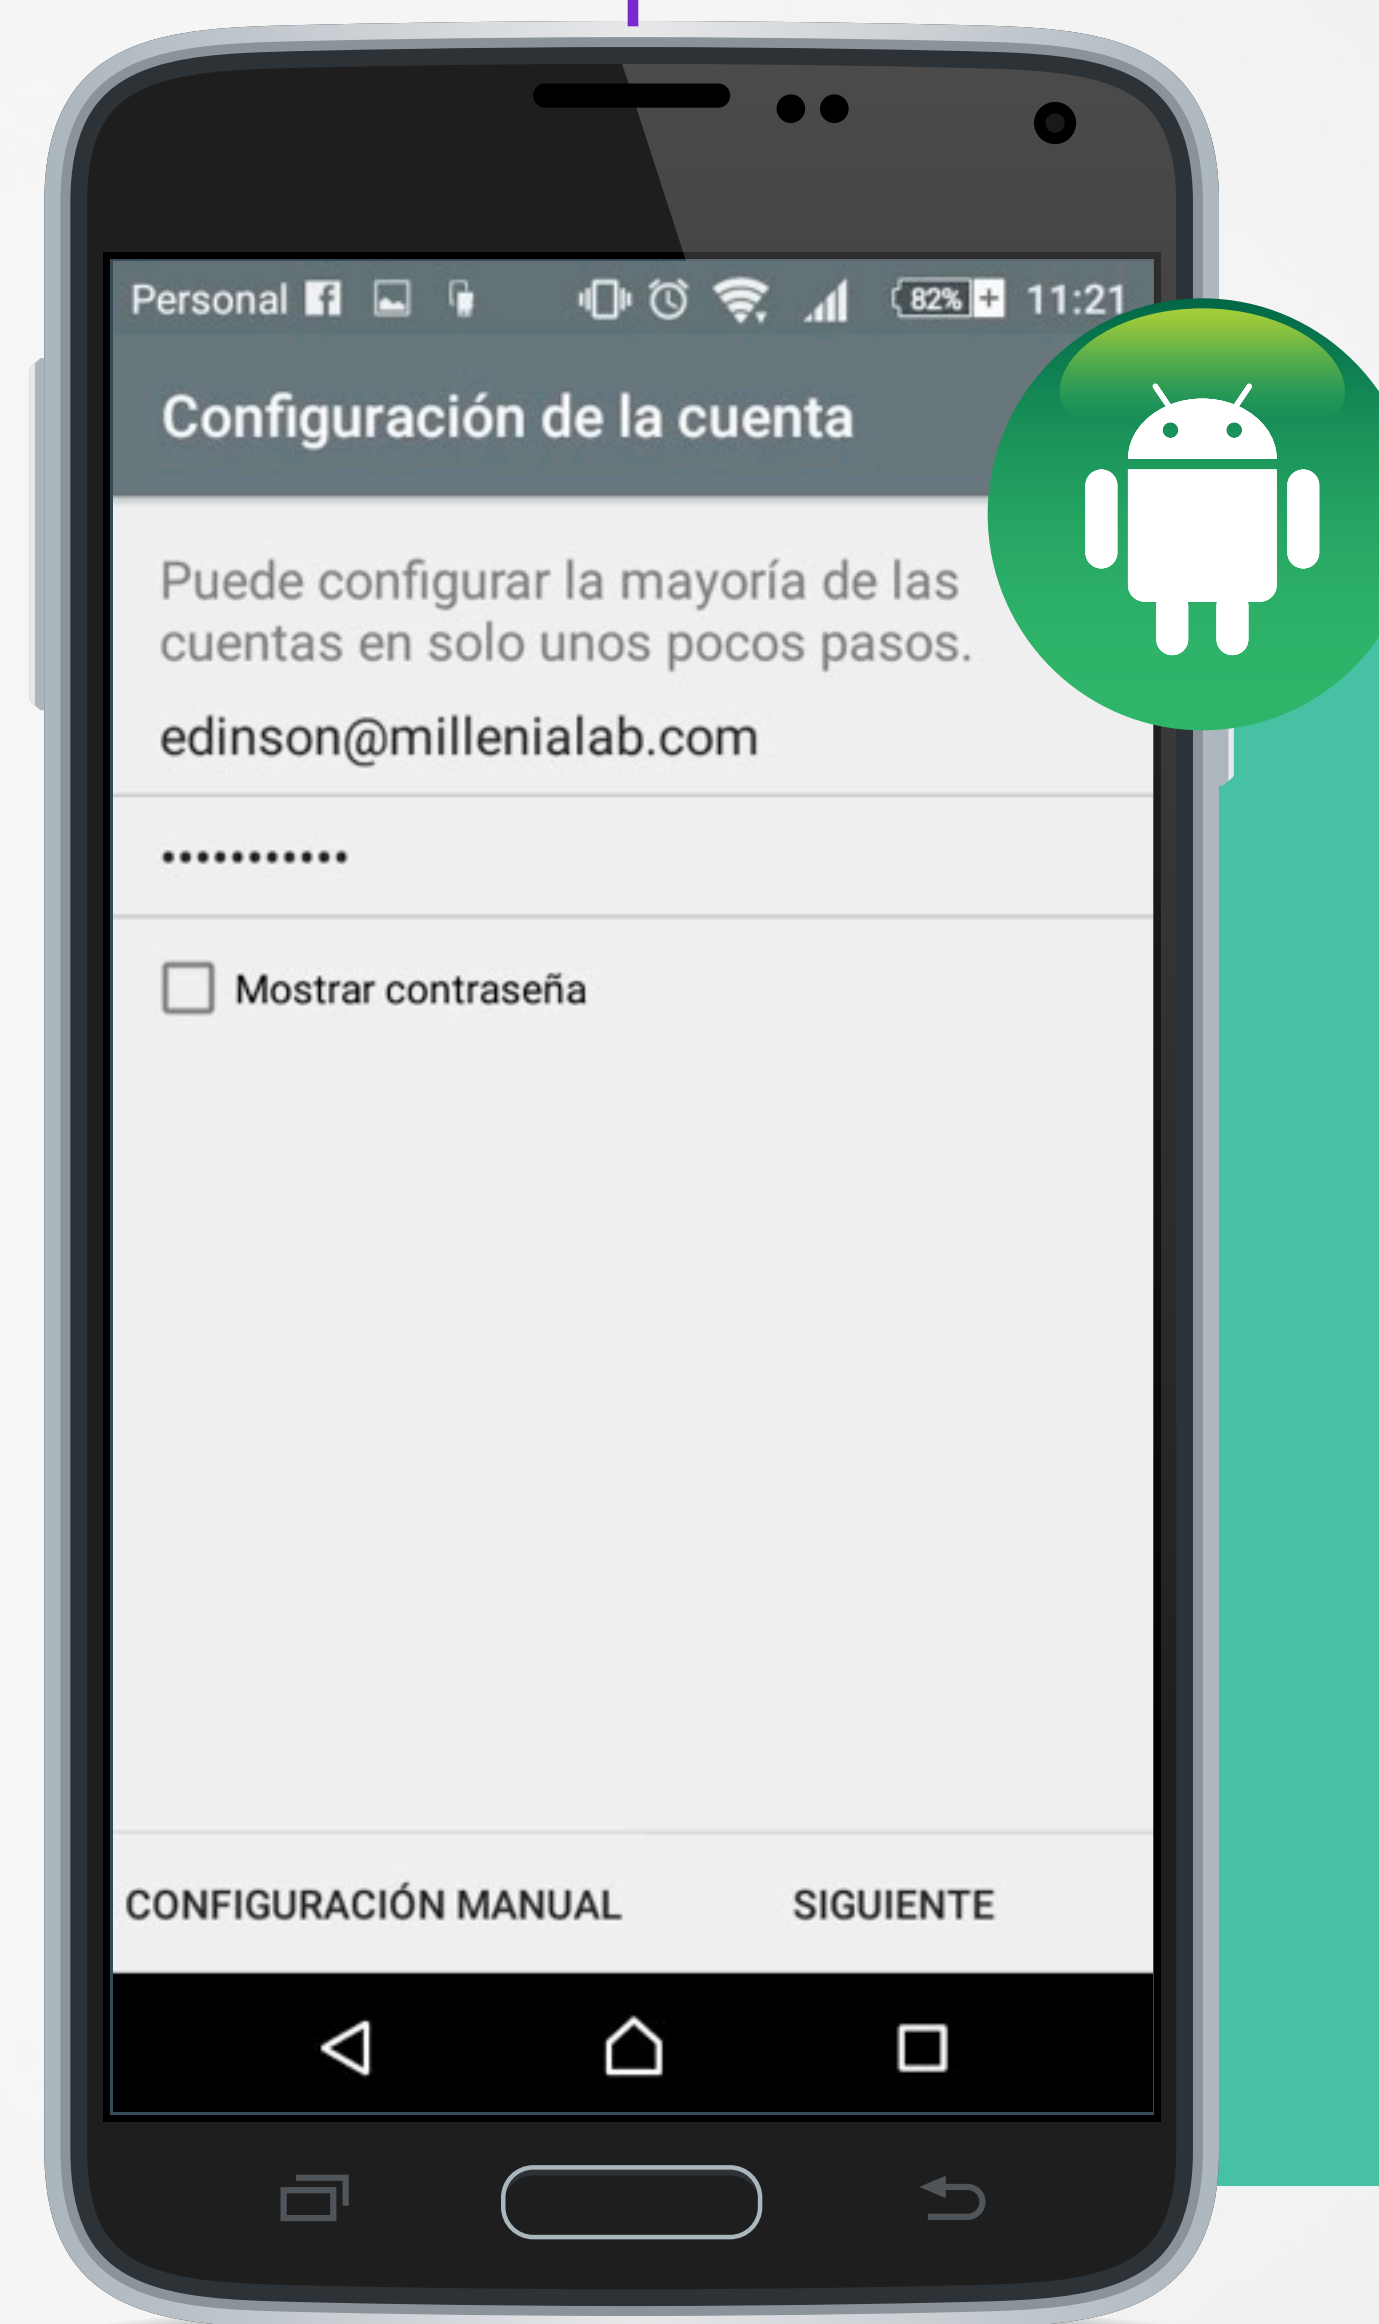 Personal 82% 11:21
Configuración de la cuenta
Puede configurar la mayoría de las
cuentas en solo unos pocos pasos.
edinson@millenialab.com
•••••••••••
Mostrar contraseña
CONFIGURACIÓN MANUAL SIGUIENTE